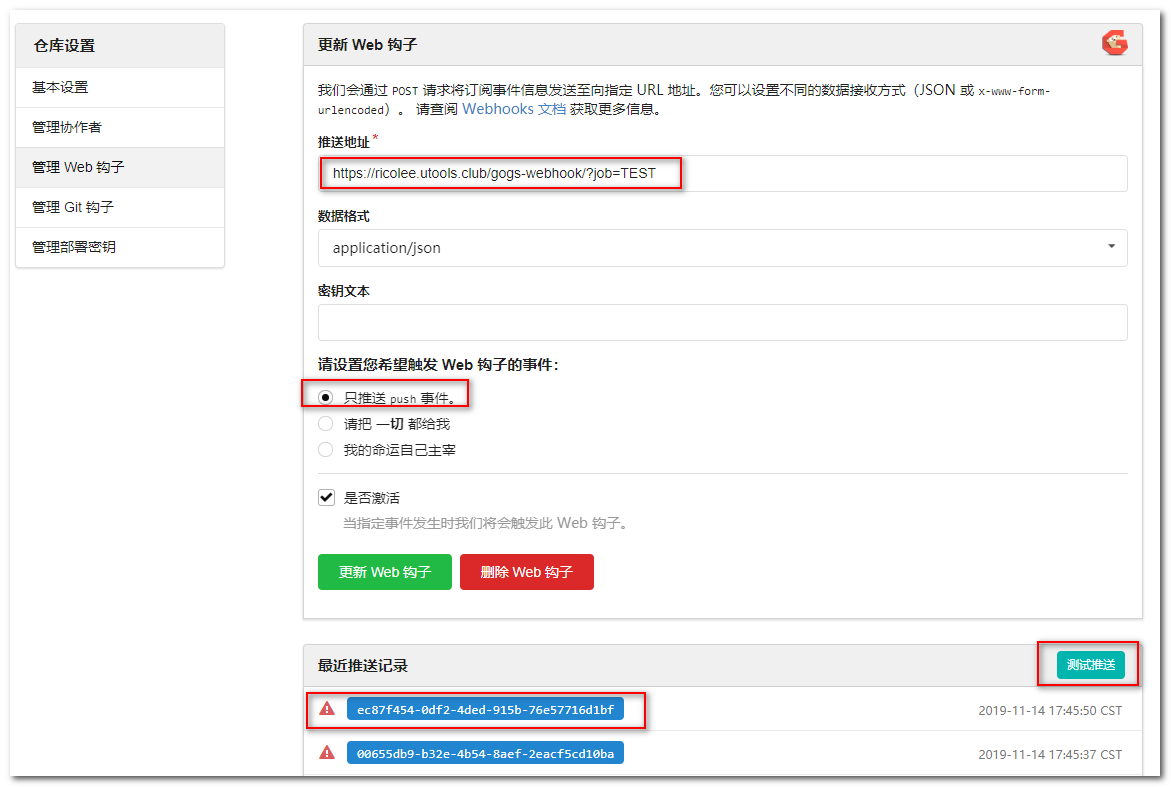 仓库设置
基本设置
管理协作者
管理 Web 钩子
管理 Git 钩子
管理部署密钥
更新 Web 钩子
我们会通过 POST 请求将订阅事件信息发送至向指定 URL 地址。您可以设置不同的数据接收方式（JSON 或 x-www-form-
urlencoded）。 请查阅 Webhooks 文档 获取更多信息。
推送地址*
https://ricolee.utools.club/gogs-webhook/?job=TEST
数据格式
application/json
密钥文本
请设置您希望触发 Web 钩子的事件：
只推送 push 事件。
请把 一切 都给我
我的命运自己主宰
是否激活
当指定事件发生时我们将会触发此 Web 钩子。
更新 Web 钩子 删除 Web 钩子
最近推送记录 测试推送
ec87f454-0df2-4ded-915b-76e57716d1bf 2019-11-14 17:45:50 CST
00655db9-b32e-4b54-8aef-2eacf5cd10ba 2019-11-14 17:45:37 CST